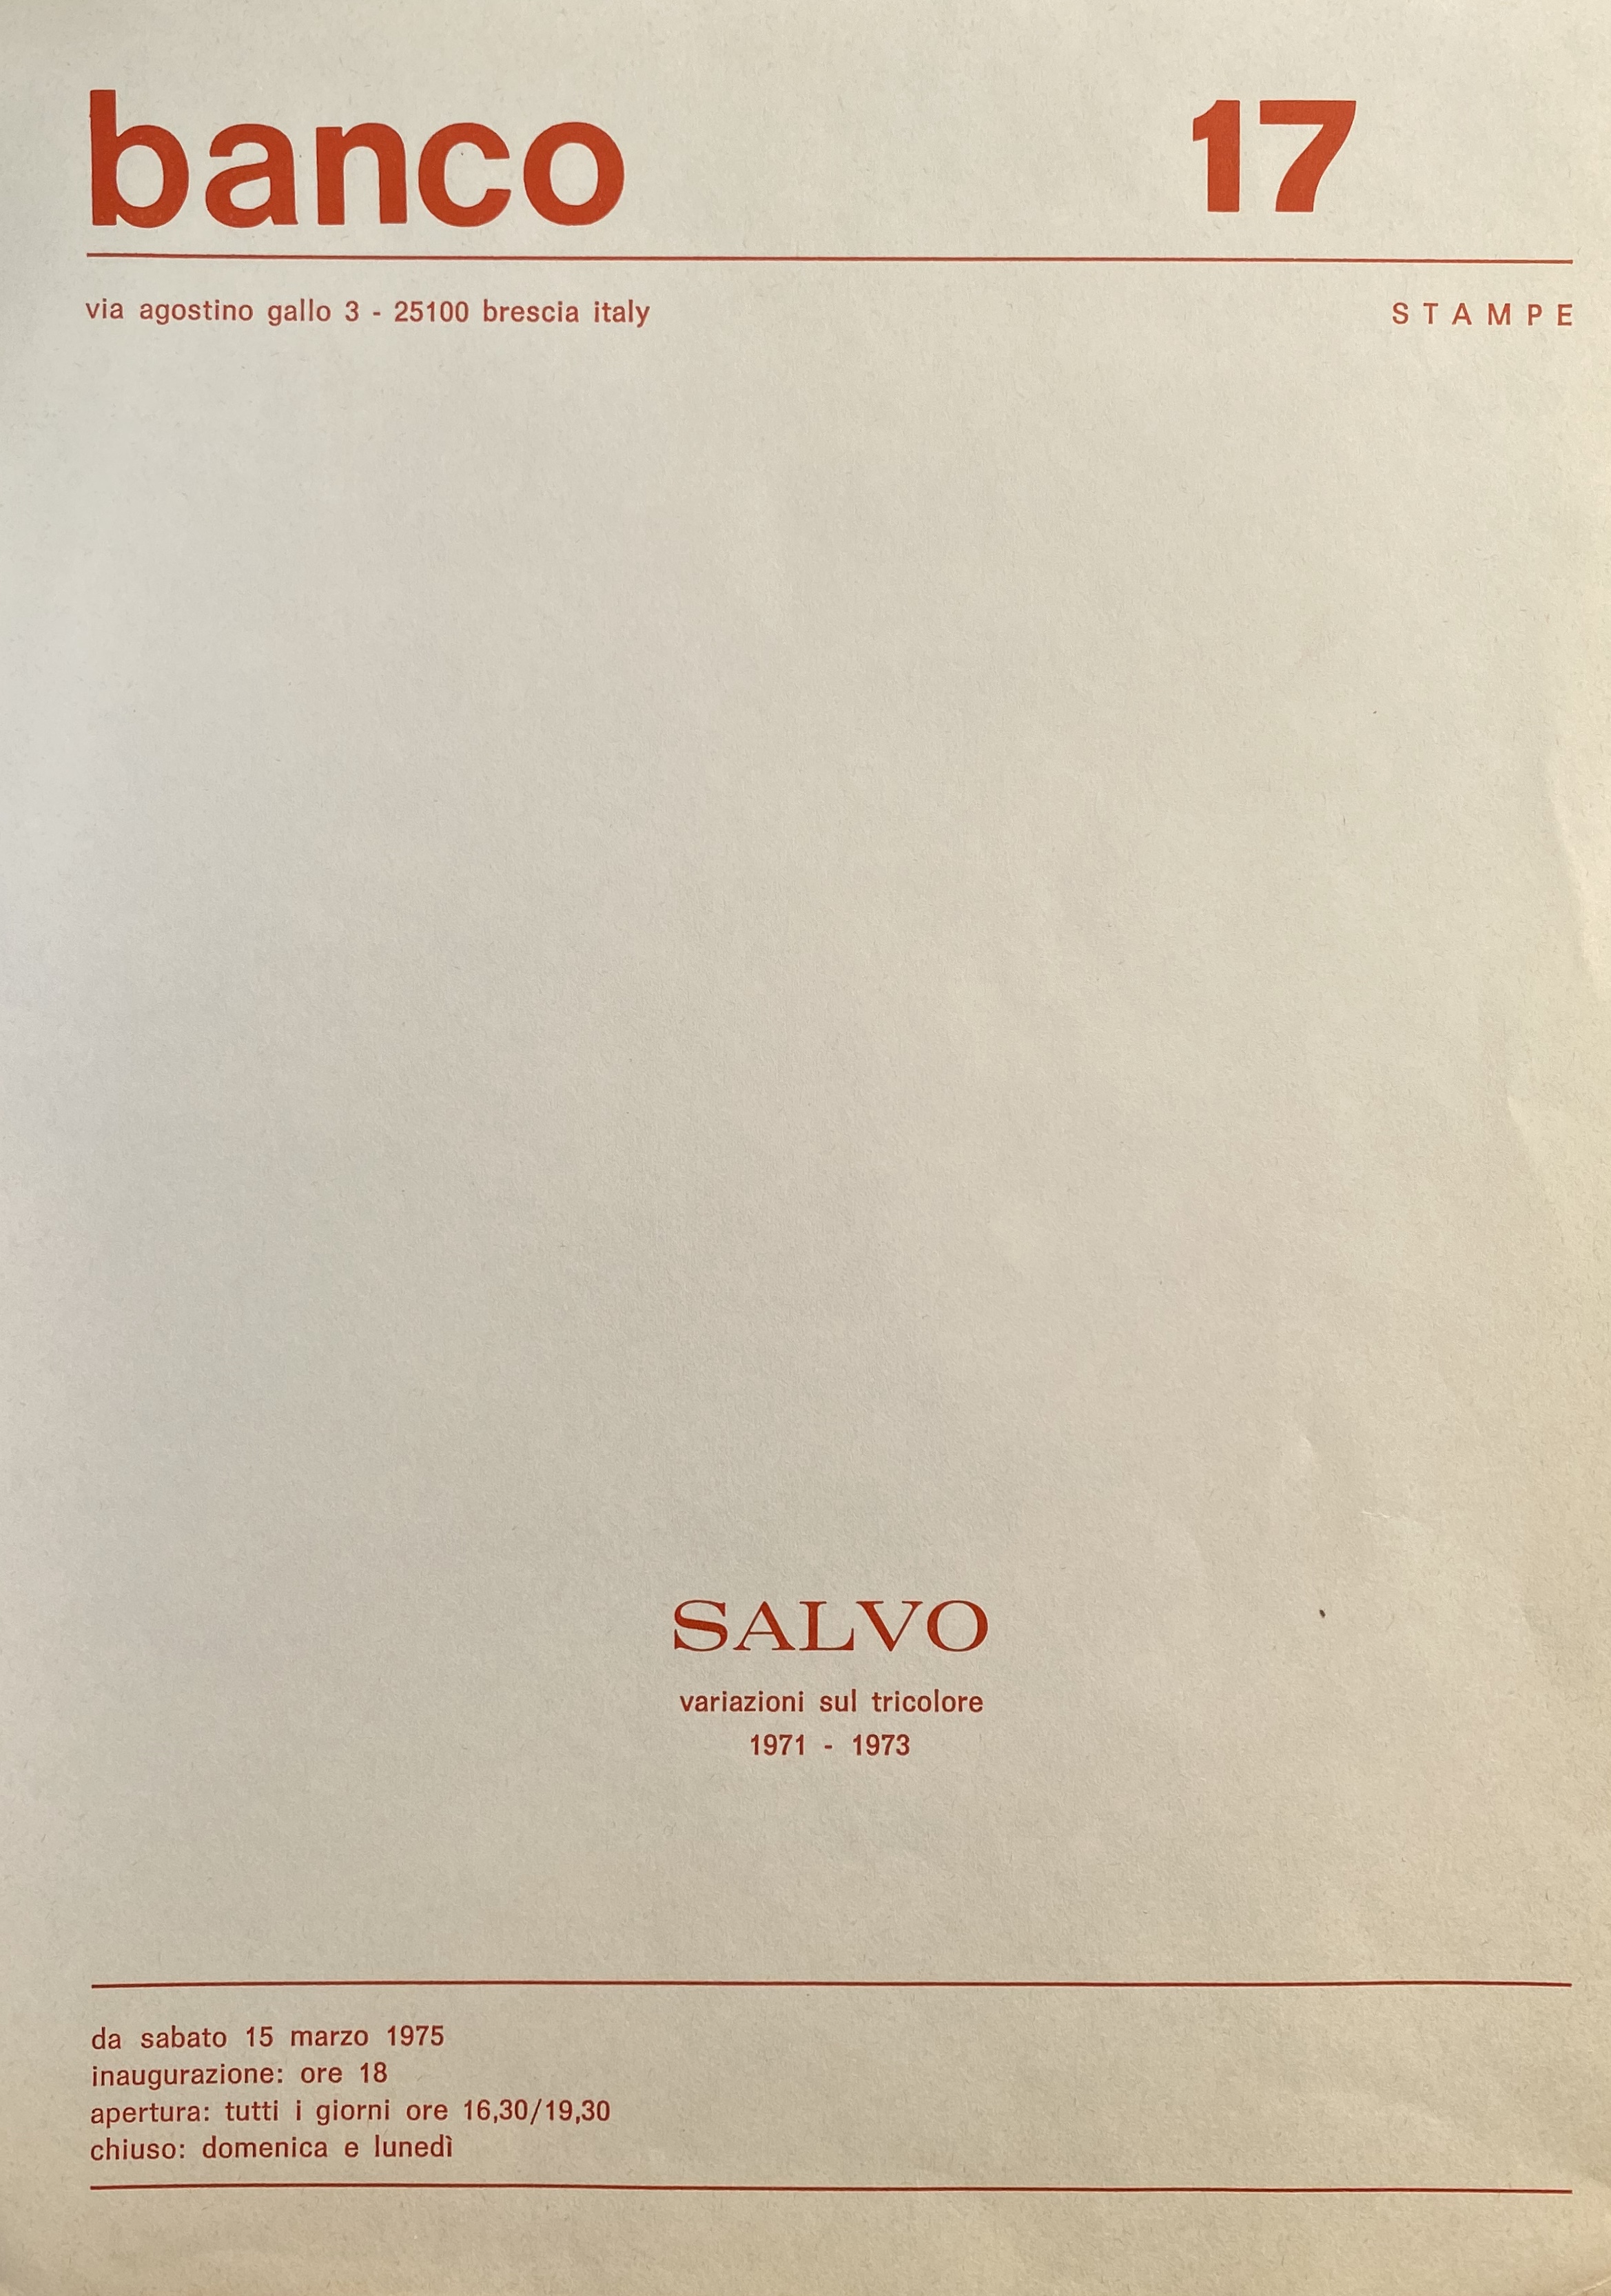 banco 17
via agostino gallo 3 - 25100 brescia italy STAMPE
SALVO
variazioni sul tricolore
1971 - 1973
da sabato 15 marzo 1975
inaugurazione: ore 18
apertura: tutti i giorni ore 16,30/19,30
chiuso: domenica e lunedì